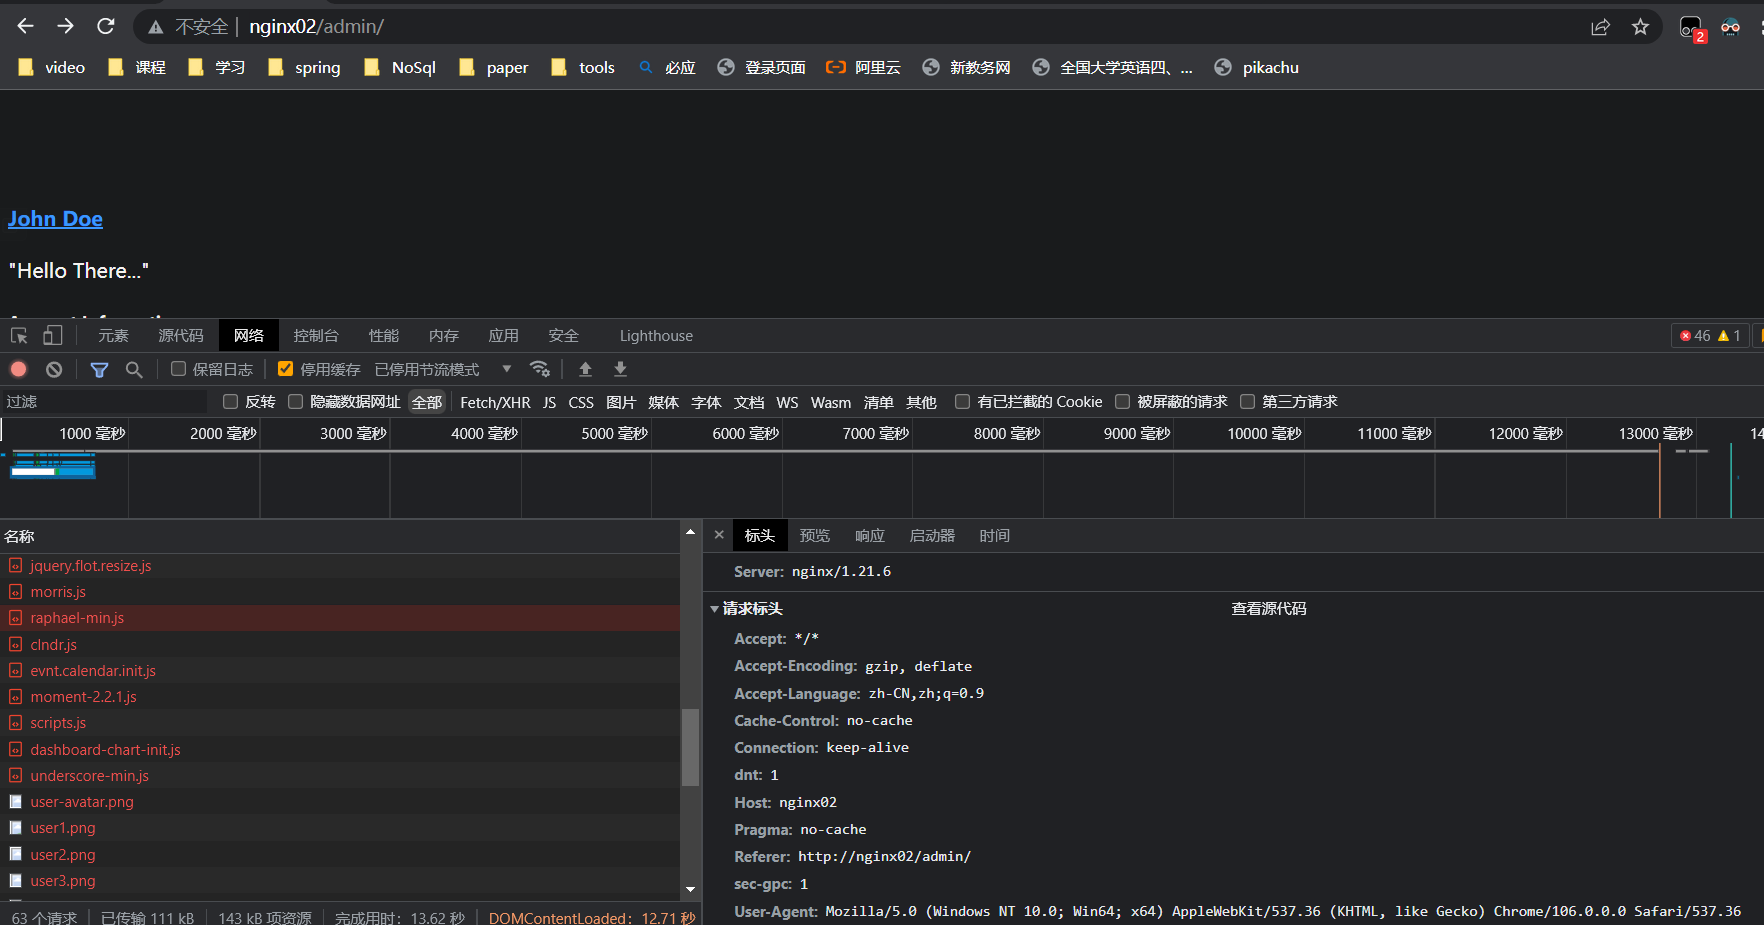 不安全 | nginx02/admin/
2
video 课程 学习 spring NoSql paper tools 必应 登录页面 阿里云 新教务网 全国大学英语四、... pikachu
John Doe
"Hello There..."
元素 源代码 网络 控制台 性能 内存 应用 安全 Lighthouse 46 1
保留日志 停用缓存 已停用节流模式
过滤 反转 隐藏数据网址 全部 Fetch/XHR JS CSS 图片 媒体 字体 文档 WS Wasm 清单 其他 有已拦截的 Cookie 被屏蔽的请求 第三方请求
1000 毫秒 2000 毫秒 3000 毫秒 4000 毫秒 5000 毫秒 6000 毫秒 7000 毫秒 8000 毫秒 9000 毫秒 10000 毫秒 11000 毫秒 12000 毫秒 13000 毫秒 14
名称
jquery.flot.resize.js
morris.js
raphael-min.js
clndr.js
evnt.calendar.init.js
moment-2.2.1.js
scripts.js
dashboard-chart-init.js
underscore-min.js
user-avatar.png
user1.png
user2.png
user3.png
63 个请求 已传输 111 kB 143 kB 项资源 完成用时：13.62 秒 DOMContentLoaded：12.71 秒
× 标头 预览 响应 启动器 时间
Server: nginx/1.21.6
请求标头 查看源代码
Accept: */*
Accept-Encoding: gzip, deflate
Accept-Language: zh-CN,zh;q=0.9
Cache-Control: no-cache
Connection: keep-alive
dnt: 1
Host: nginx02
Pragma: no-cache
Referer: http://nginx02/admin/
sec-gpc: 1
User-Agent: Mozilla/5.0 (Windows NT 10.0; Win64; x64) AppleWebKit/537.36 (KHTML, like Gecko) Chrome/106.0.0.0 Safari/537.36